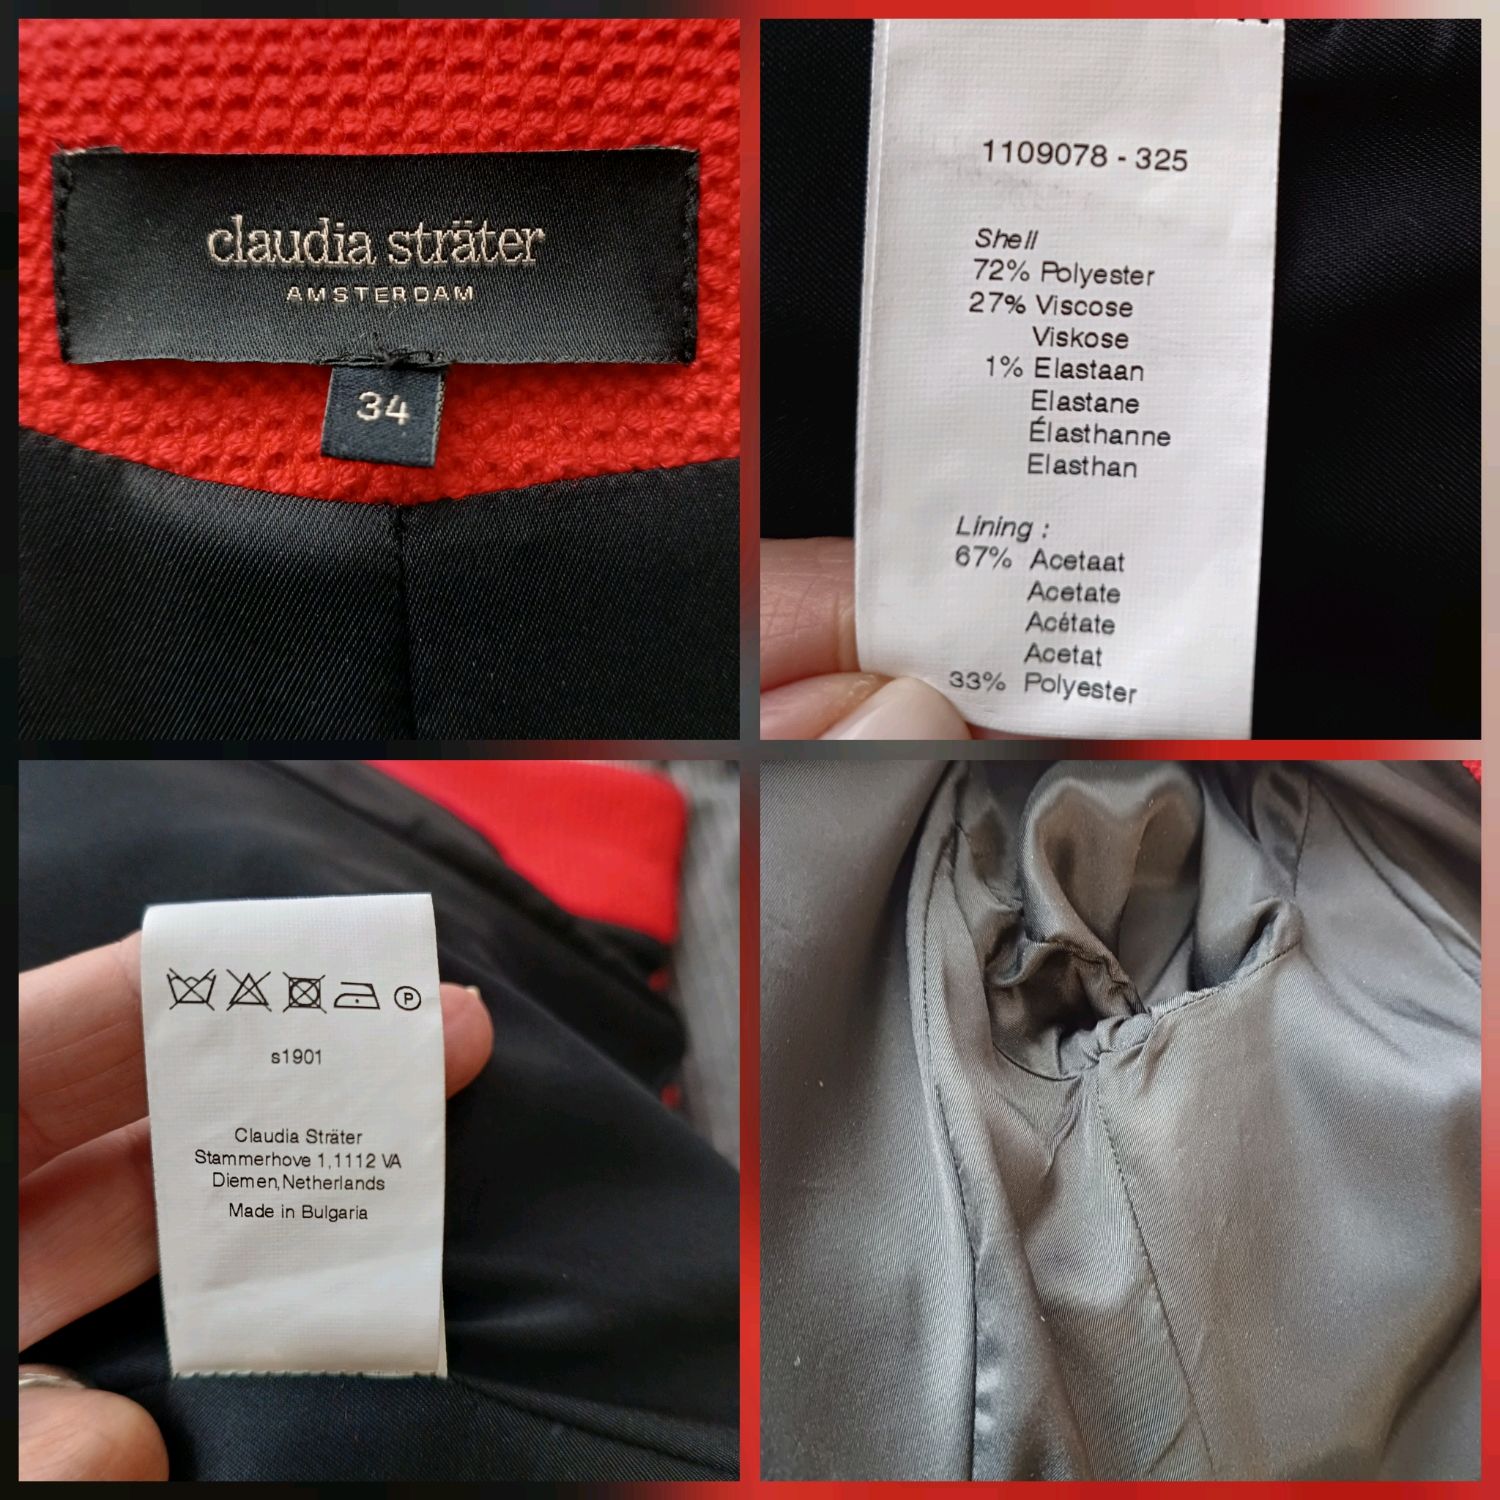 claudia sträter
AMSTERDAM
34
1109078 - 325
Shell
72% Polyester
27% Viscose
Viskose
1% Elastaan
Elastane
Élasthanne
Elasthan
Lining :
67% Acetaat
Acetate
Acétate
Acetat
33% Polyester
P
s1901
Claudia Sträter
Stammerhove 1,1112 VA
Diemen,Netherlands
Made in Bulgaria